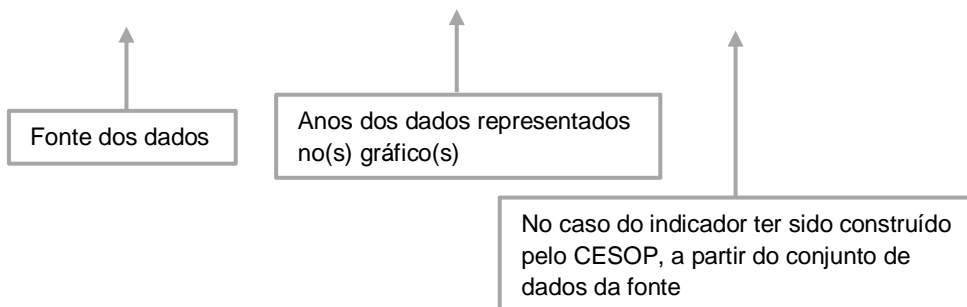 Fonte dos dados
Anos dos dados representados
no(s) gráfico(s)
No caso do indicador ter sido construído
pelo CESOP, a partir do conjunto de
dados da fonte